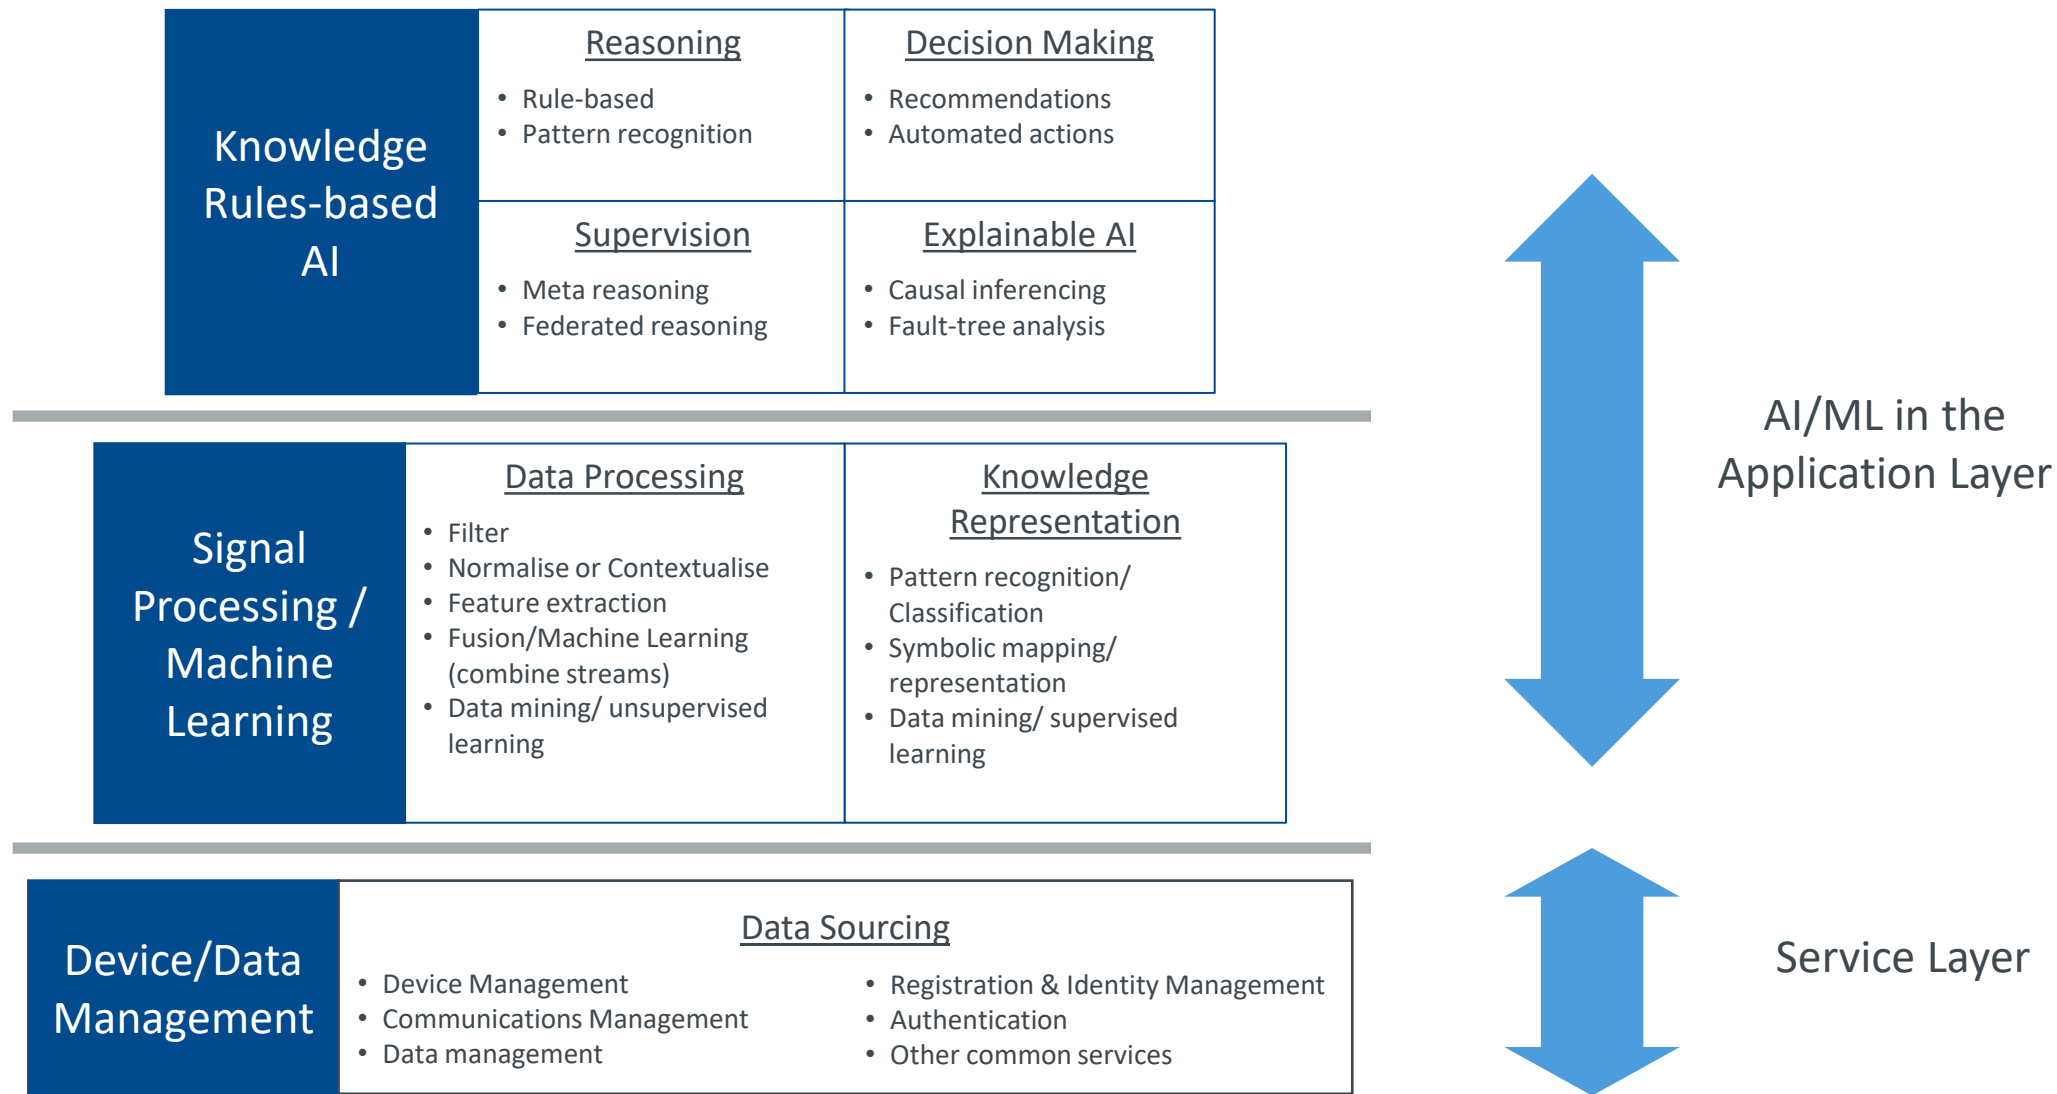 Knowledge
Rules-based
AI
Reasoning
• Rule-based
• Pattern recognition
Decision Making
• Recommendations
• Automated actions
Supervision
• Meta reasoning
• Federated reasoning
Explainable AI
• Causal inferencing
• Fault-tree analysis
Signal
Processing /
Machine
Learning
Data Processing
• Filter
• Normalise or Contextualise
• Feature extraction
• Fusion/Machine Learning
(combine streams)
• Data mining/ unsupervised
learning
Knowledge
Representation
• Pattern recognition/
Classification
• Symbolic mapping/
representation
• Data mining/ supervised
learning
AI/ML in the
Application Layer
Device/Data
Management
Data Sourcing
• Device Management
• Communications Management
• Data management
• Registration & Identity Management
• Authentication
• Other common services
Service Layer